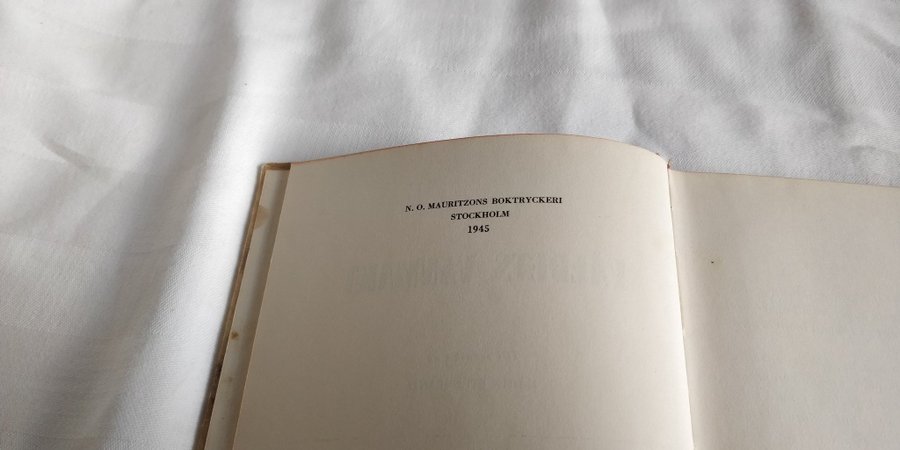 N. O. MAURITZONS BOKTRYCKERI
STOCKHOLM
1945